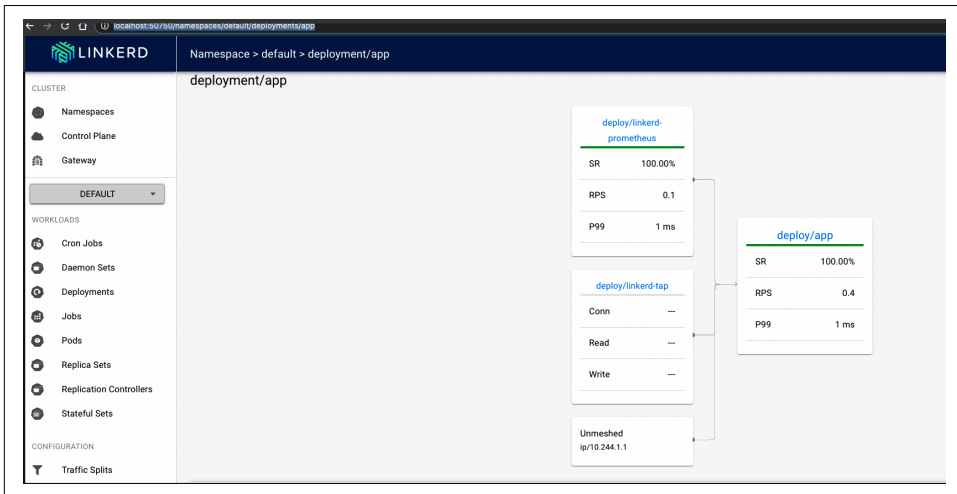 localhost:50750/namespaces/default/deployments/app
LINKERD
Namespace > default > deployment/app
CLUSTER
Namespaces
Control Plane
Gateway
DEFAULT
WORKLOADS
Cron Jobs
Daemon Sets
Deployments
Jobs
Pods
Replica Sets
Replication Controllers
Stateful Sets
CONFIGURATION
Traffic Splits
deployment/app
deploy/linkerd-
prometheus
SR 100.00%
RPS 0.1
P99 1 ms
deploy/linkerd-tap
Conn ---
Read ---
Write ---
Unmeshed
ip/10.244.1.1
deploy/app
SR 100.00%
RPS 0.4
P99 1 ms